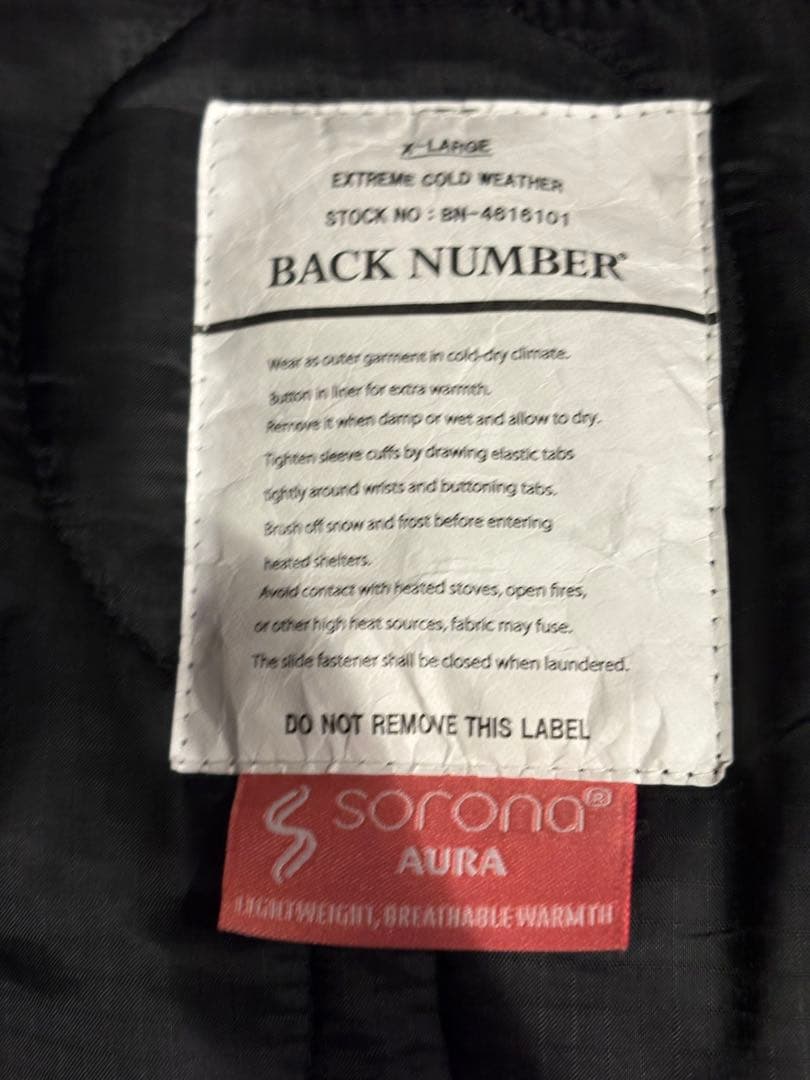 X-LARGE
EXTREME COLD WEATHER
STOCK NO : BN-4616101
BACK NUMBER®
Wear as outer garment in cold-dry climate.
Button in liner for extra warmth.
Remove it when damp or wet and allow to dry.
Tighten sleeve cuffs by drawing elastic tabs
tightly around wrists and buttoning tabs.
Brush off snow and frost before entering
heated shelters.
Avoid contact with heated stoves, open fires,
or other high heat sources, fabric may fuse.
The slide fastener shall be closed when laundered.
DO NOT REMOVE THIS LABEL
sorona®
AURA
LIGHTWEIGHT, BREATHABLE WARMTH